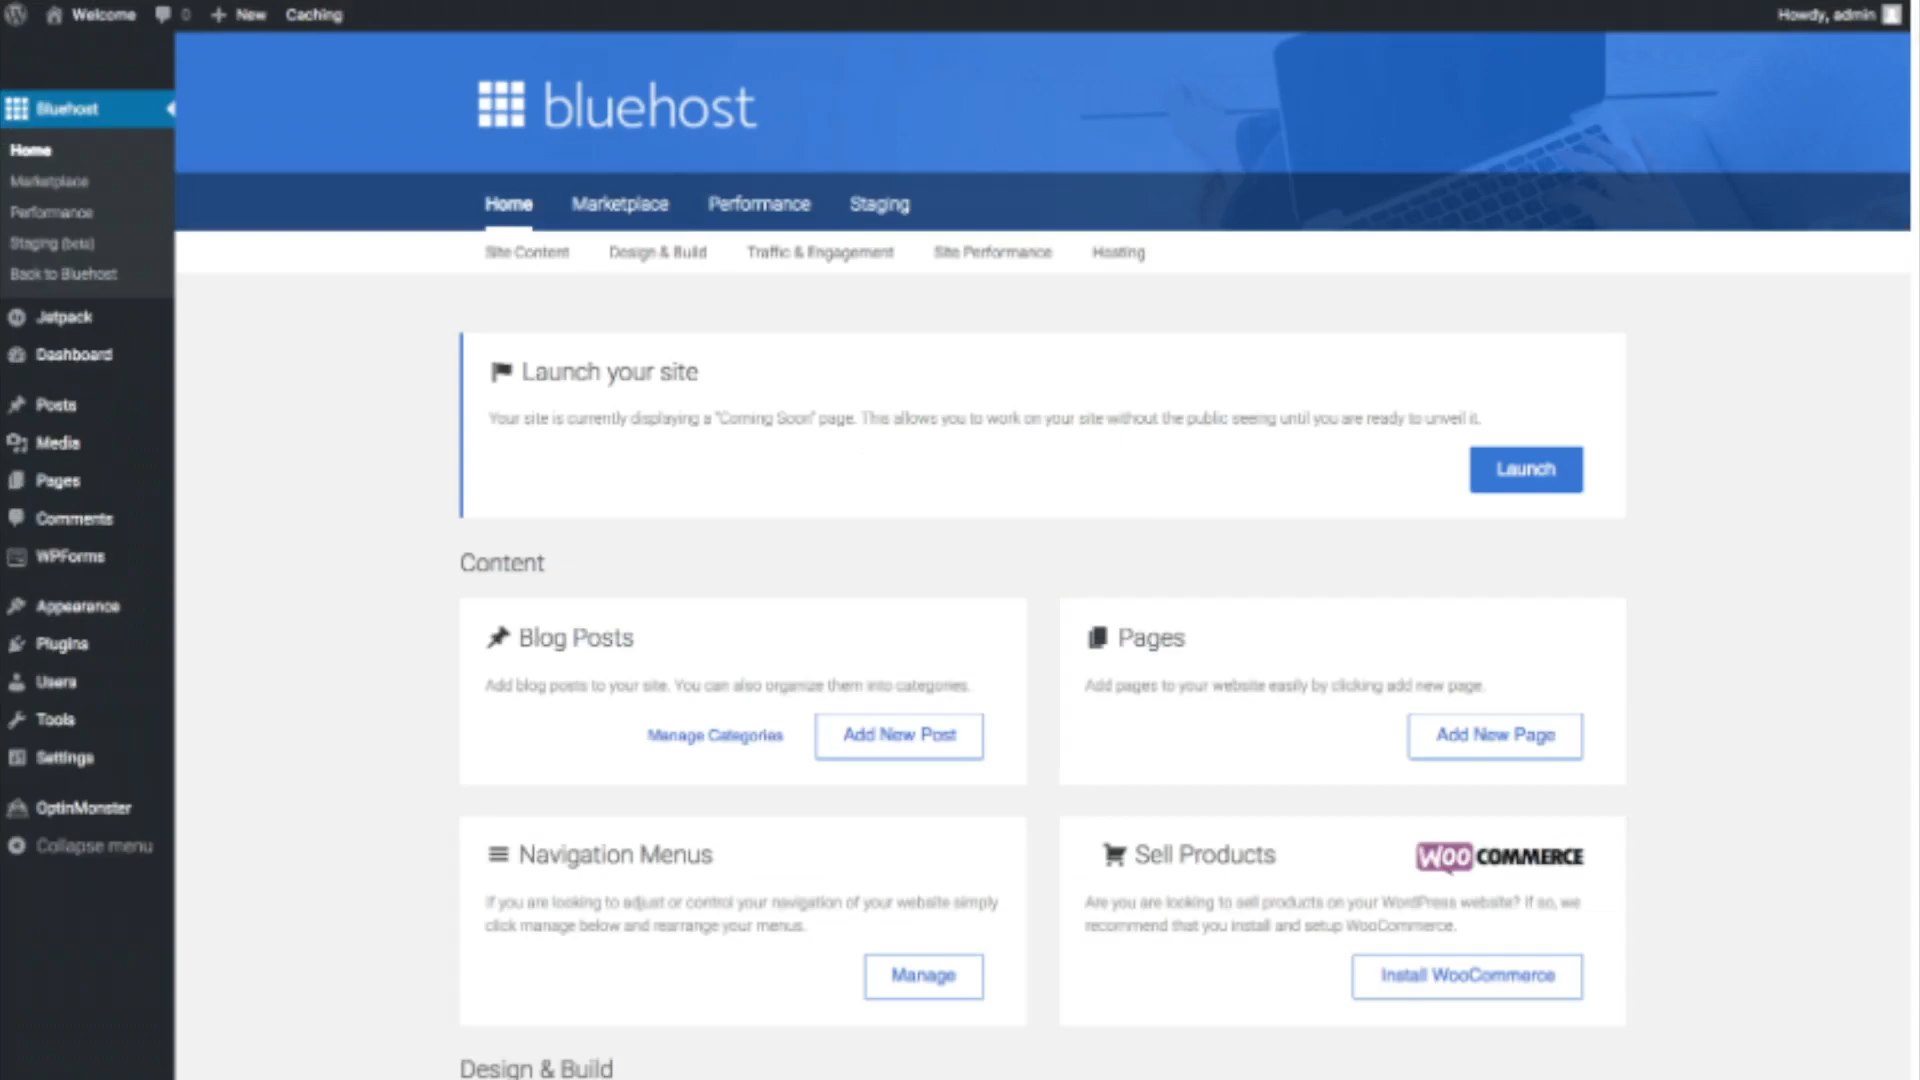 Welcome
0
New
Caching
Howdy, admin
Bluehost
Home
Marketplace
Performance
Staging (beta)
Back to Bluehost
Jetpack
Dashboard
Posts
Media
Pages
Comments
WPForms
Appearance
Plugins
Users
Tools
Settings
OptinMonster
Collapse menu
bluehost
Home Marketplace Performance Staging
Site Content Design & Build Traffic & Engagement Site Performance Hosting
Launch your site
Your site is currently displaying a "Coming Soon" page. This allows you to work on your site without the public seeing until you are ready to unveil it.
Launch
Content
Blog Posts
Add blog posts to your site. You can also organize them into categories.
Manage Categories
Add New Post
Pages
Add pages to your website easily by clicking add new page.
Add New Page
Navigation Menus
If you are looking to adjust or control your navigation of your website simply
click manage below and rearrange your menus.
Manage
Sell Products
WOOCOMMERCE
Are you are looking to sell products on your WordPress website? If so, we
recommend that you install and setup WooCommerce.
Install WooCommerce
Design & Build